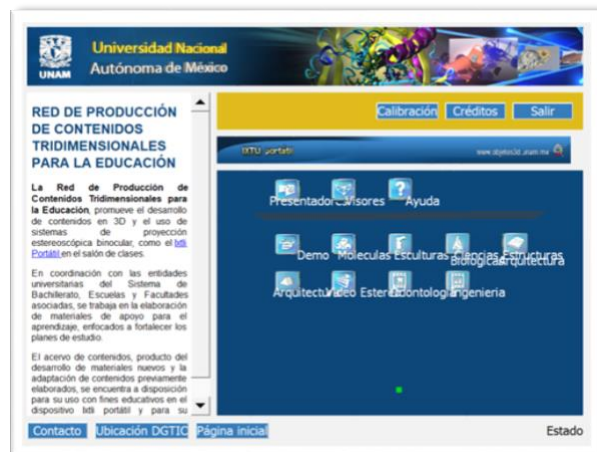 UNAM
Universidad Nacional
Autónoma de México
RED DE PRODUCCIÓN
DE CONTENIDOS
TRIDIMENSIONALES
PARA LA EDUCACIÓN
La Red de Producción de
Contenidos Tridimensionales para
la Educación, promueve el desarrollo
de contenidos en 3D y el uso de
sistemas de proyección
estereoscópica binocular, como el Ixtli
Portátil en el salón de clases.
En coordinación con las entidades
universitarias del Sistema de
Bachillerato, Escuelas y Facultades
asociadas, se trabaja en la elaboración
de materiales de apoyo para el
aprendizaje, enfocados a fortalecer los
planes de estudio.
El acervo de contenidos, producto del
desarrollo de materiales nuevos y la
adaptación de contenidos previamente
elaborados, se encuentra a disposición
para su uso con fines educativos en el
dispositivo Ixtli portátil y para su
Calibración Créditos Salir
portátil
Presentadores Visores Ayuda
Demo Moleculas Esculturas Ciencias Estructuras
Biologicas Arquitectura
Arquitectu Video Estere Odontologi Ingenieria
Contacto Ubicación DGTIC Página inicial Estado